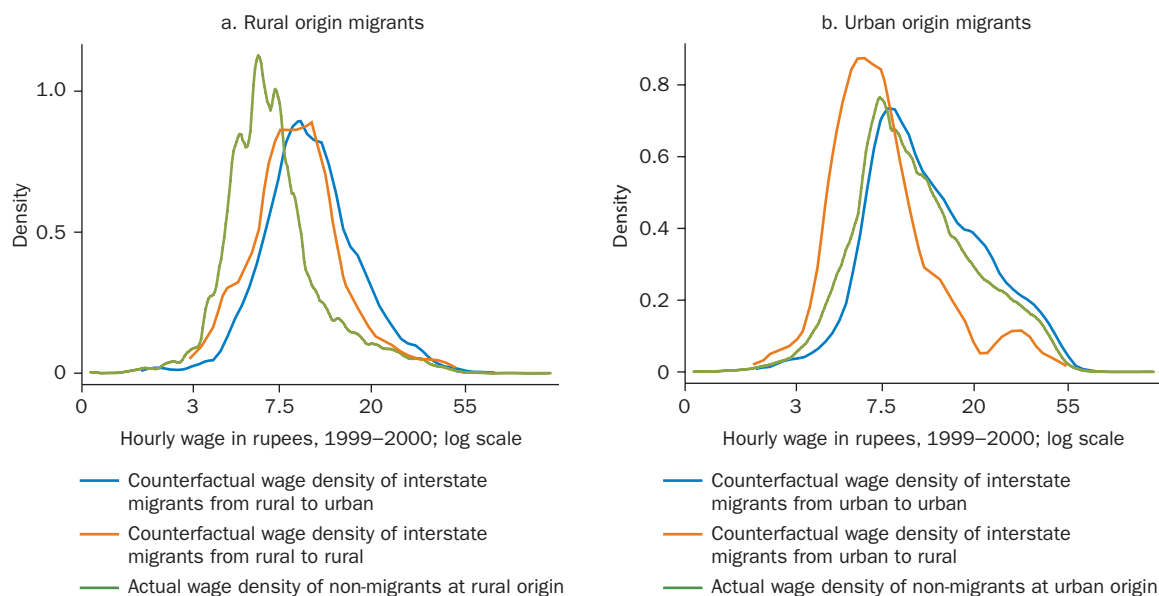 a. Rural origin migrants
1.0
0.5
0
Density
0 3 7.5 20 55
Hourly wage in rupees, 1999–2000; log scale
Counterfactual wage density of interstate
migrants from rural to urban
Counterfactual wage density of interstate
migrants from rural to rural
Actual wage density of non-migrants at rural origin
b. Urban origin migrants
0.8
0.6
0.4
0.2
0
Density
0 3 7.5 20 55
Hourly wage in rupees, 1999–2000; log scale
Counterfactual wage density of interstate
migrants from urban to urban
Counterfactual wage density of interstate
migrants from urban to rural
Actual wage density of non-migrants at urban origin